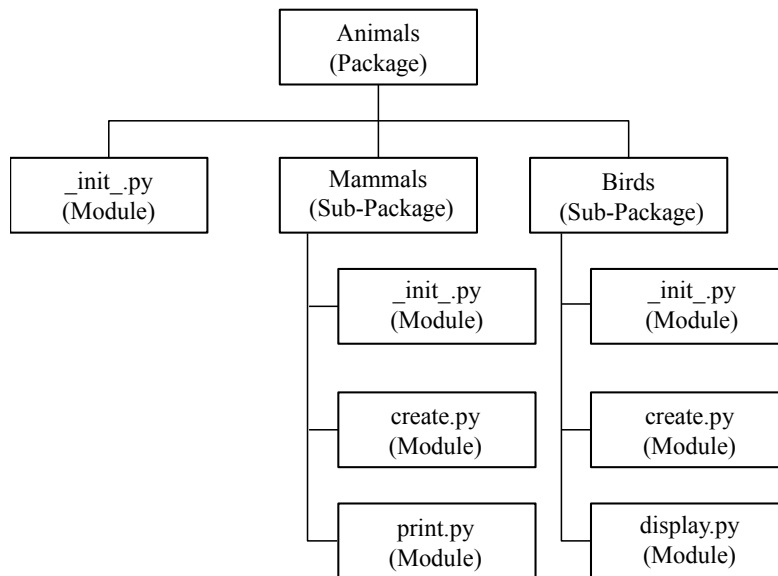 Animals
(Package)
_init_.py
(Module)
Mammals
(Sub-Package)
Birds
(Sub-Package)
_init_.py
(Module)
_init_.py
(Module)
create.py
(Module)
create.py
(Module)
print.py
(Module)
display.py
(Module)